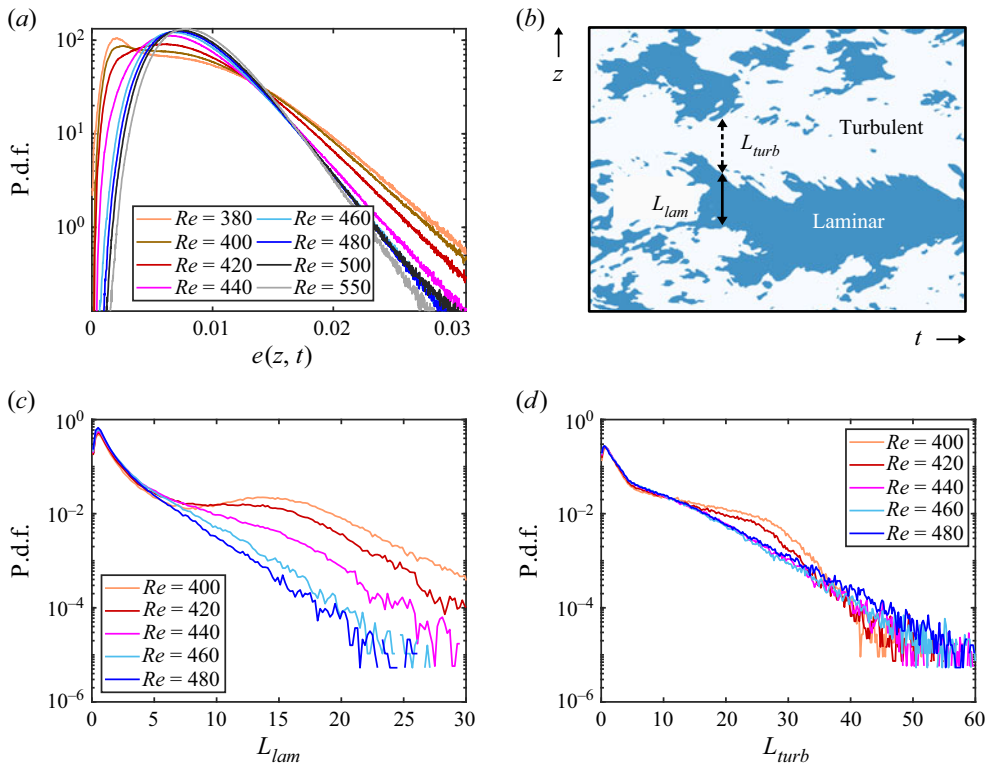 (a)
10²
10¹
10⁰
P.d.f.
Re = 380
Re = 400
Re = 420
Re = 440
Re = 460
Re = 480
Re = 500
Re = 550
0
0.01
0.02
0.03
e(z, t)
(b)
z
Turbulent
L_turb
L_lam
Laminar
t
(c)
10⁰
10⁻²
10⁻⁴
10⁻⁶
P.d.f.
Re = 400
Re = 420
Re = 440
Re = 460
Re = 480
0
5
10
15
20
25
30
L_lam
(d)
10⁰
10⁻²
10⁻⁴
10⁻⁶
P.d.f.
Re = 400
Re = 420
Re = 440
Re = 460
Re = 480
0
10
20
30
40
50
60
L_turb